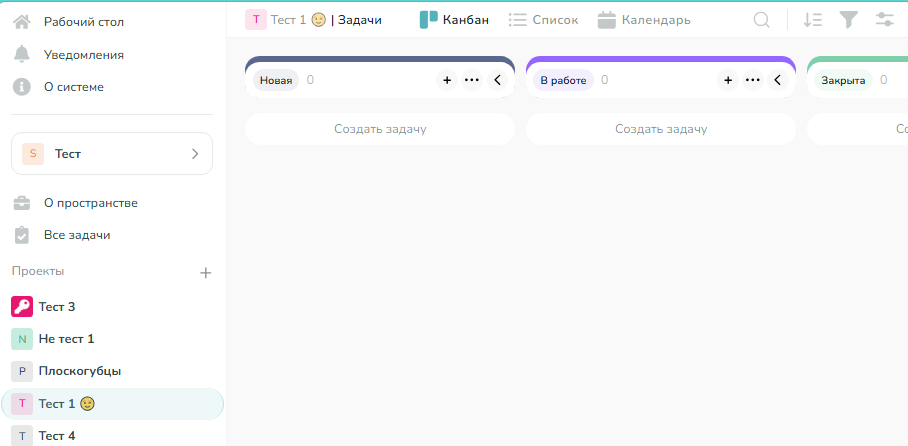 Рабочий стол
Уведомления
О системе
S Тест
О пространстве
Все задачи
Проекты
Тест 3
N Не тест 1
P Плоскогубцы
T Тест 1 😉
T Тест 4
T Тест 1 😉 | Задачи Канбан Список Календарь
Новая 0
В работе 0
Закрыта 0
Создать задачу
Создать задачу
Со